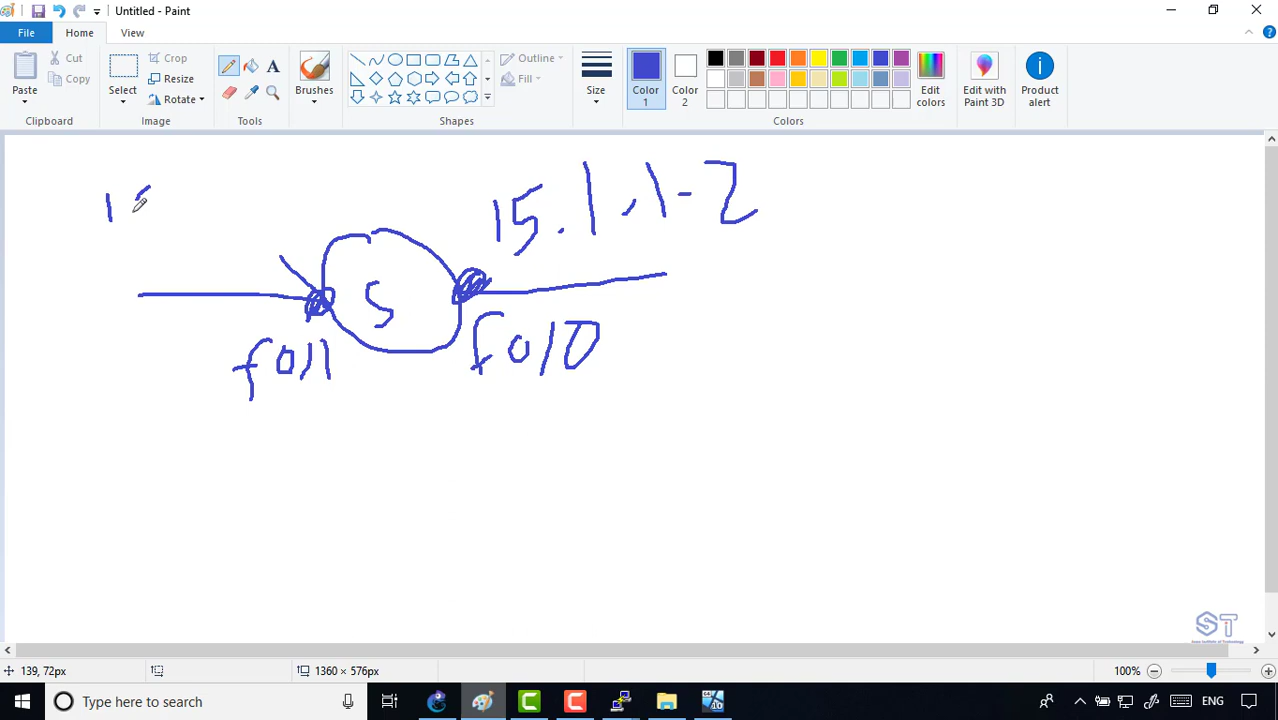 Untitled - Paint
File Home View
Paste Cut Copy
Clipboard
Select Crop Resize Rotate
Image
A
Tools
Brushes
Outline Fill
Shapes
Size
Color 1
Color 2
Edit colors
Colors
Edit with Paint 3D
Product alert
15.1.1-2
S
f0/1
f0/0
ST
139, 72px
1360 × 576px
100%
Type here to search
ENG